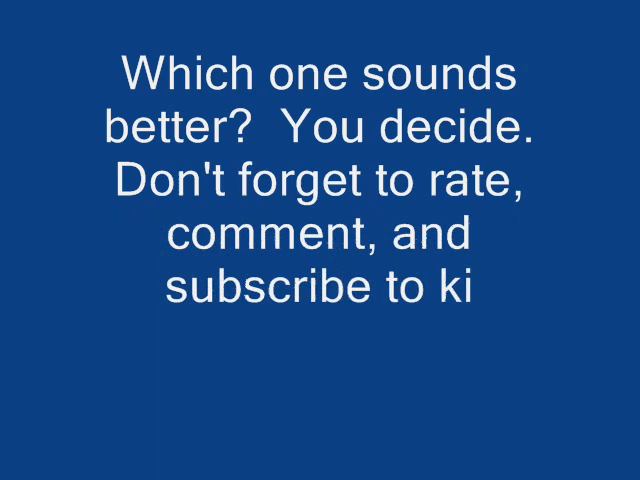 Which one sounds
better?  You decide.
Don't forget to rate,
comment, and
subscribe to ki